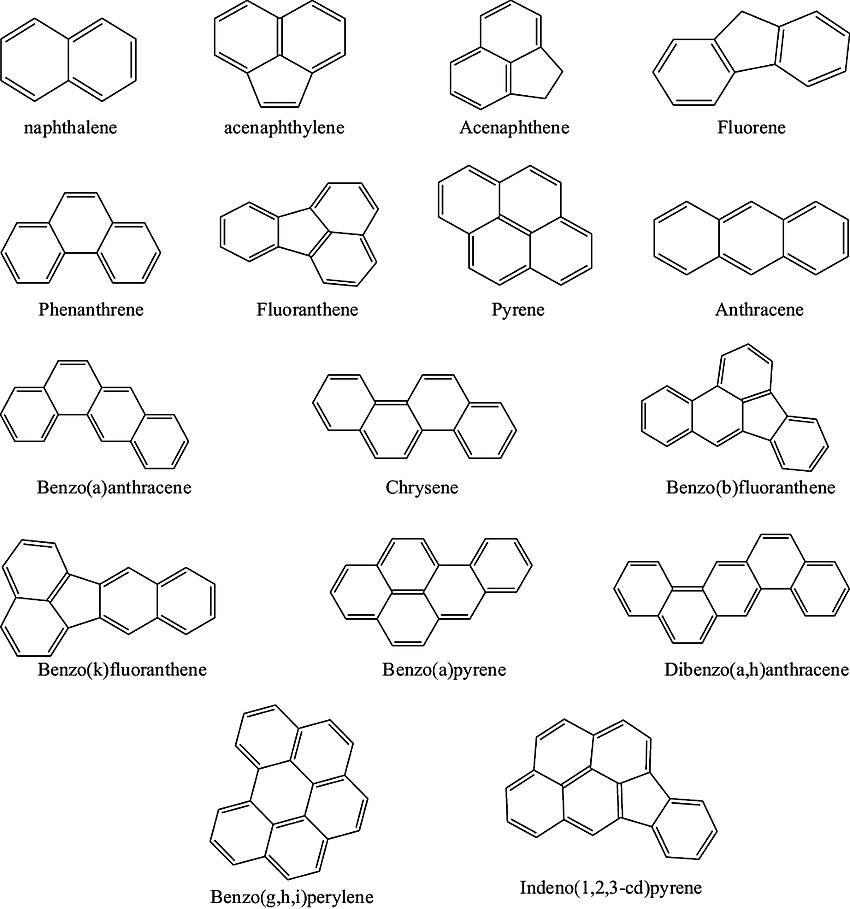 naphthalene
acenaphthylene
Acenaphthene
Fluorene
Phenanthrene
Fluoranthene
Pyrene
Anthracene
Benzo(a)anthracene
Chrysene
Benzo(b)fluoranthene
Benzo(k)fluoranthene
Benzo(a)pyrene
Dibenzo(a,h)anthracene
Benzo(g,h,i)perylene
Indeno(1,2,3-cd)pyrene